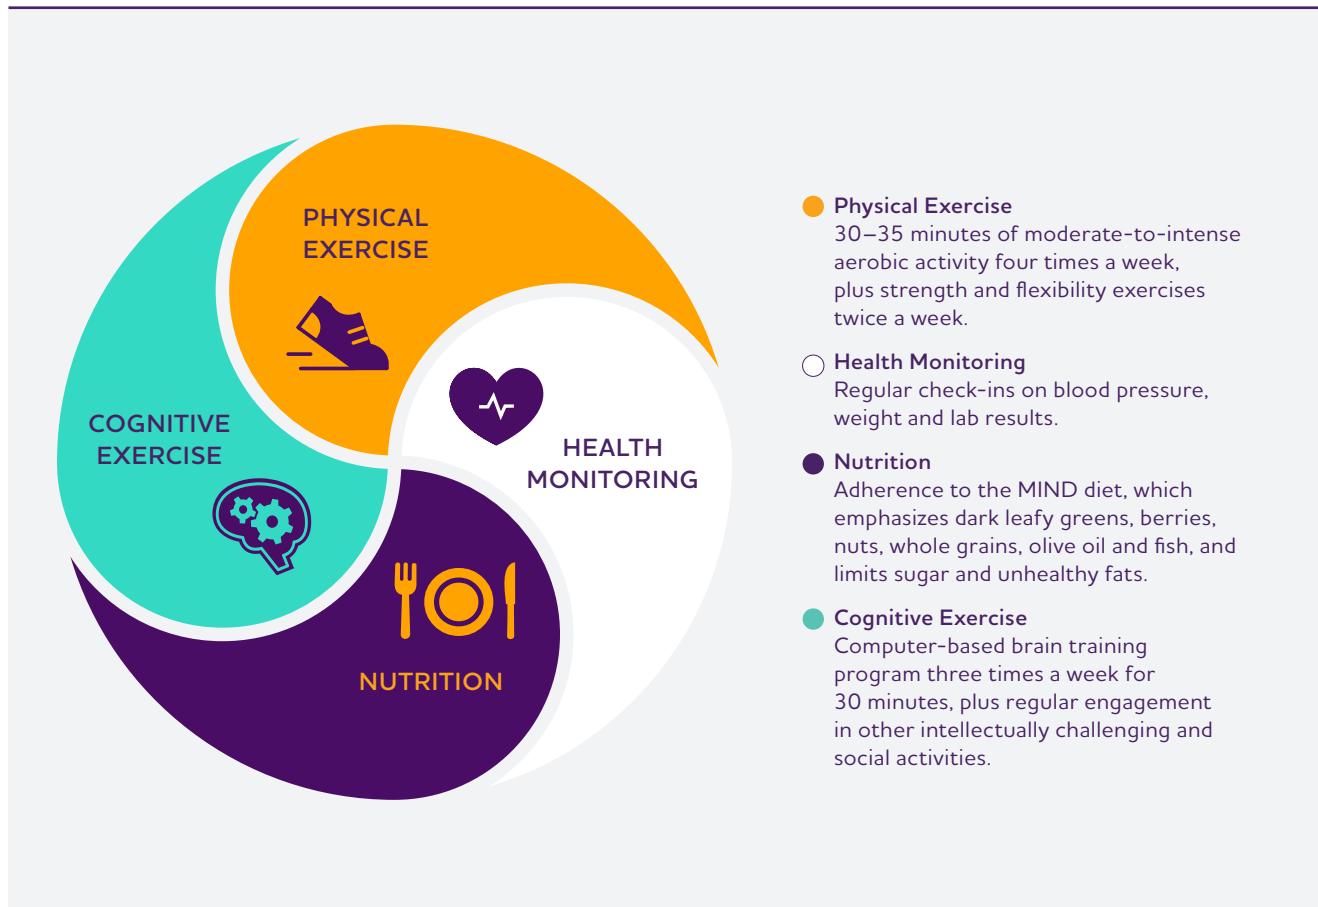 PHYSICAL
EXERCISE
HEALTH
MONITORING
COGNITIVE
EXERCISE
NUTRITION
Physical Exercise
30–35 minutes of moderate-to-intense
aerobic activity four times a week,
plus strength and flexibility exercises
twice a week.
Health Monitoring
Regular check-ins on blood pressure,
weight and lab results.
Nutrition
Adherence to the MIND diet, which
emphasizes dark leafy greens, berries,
nuts, whole grains, olive oil and fish, and
limits sugar and unhealthy fats.
Cognitive Exercise
Computer-based brain training
program three times a week for
30 minutes, plus regular engagement
in other intellectually challenging and
social activities.